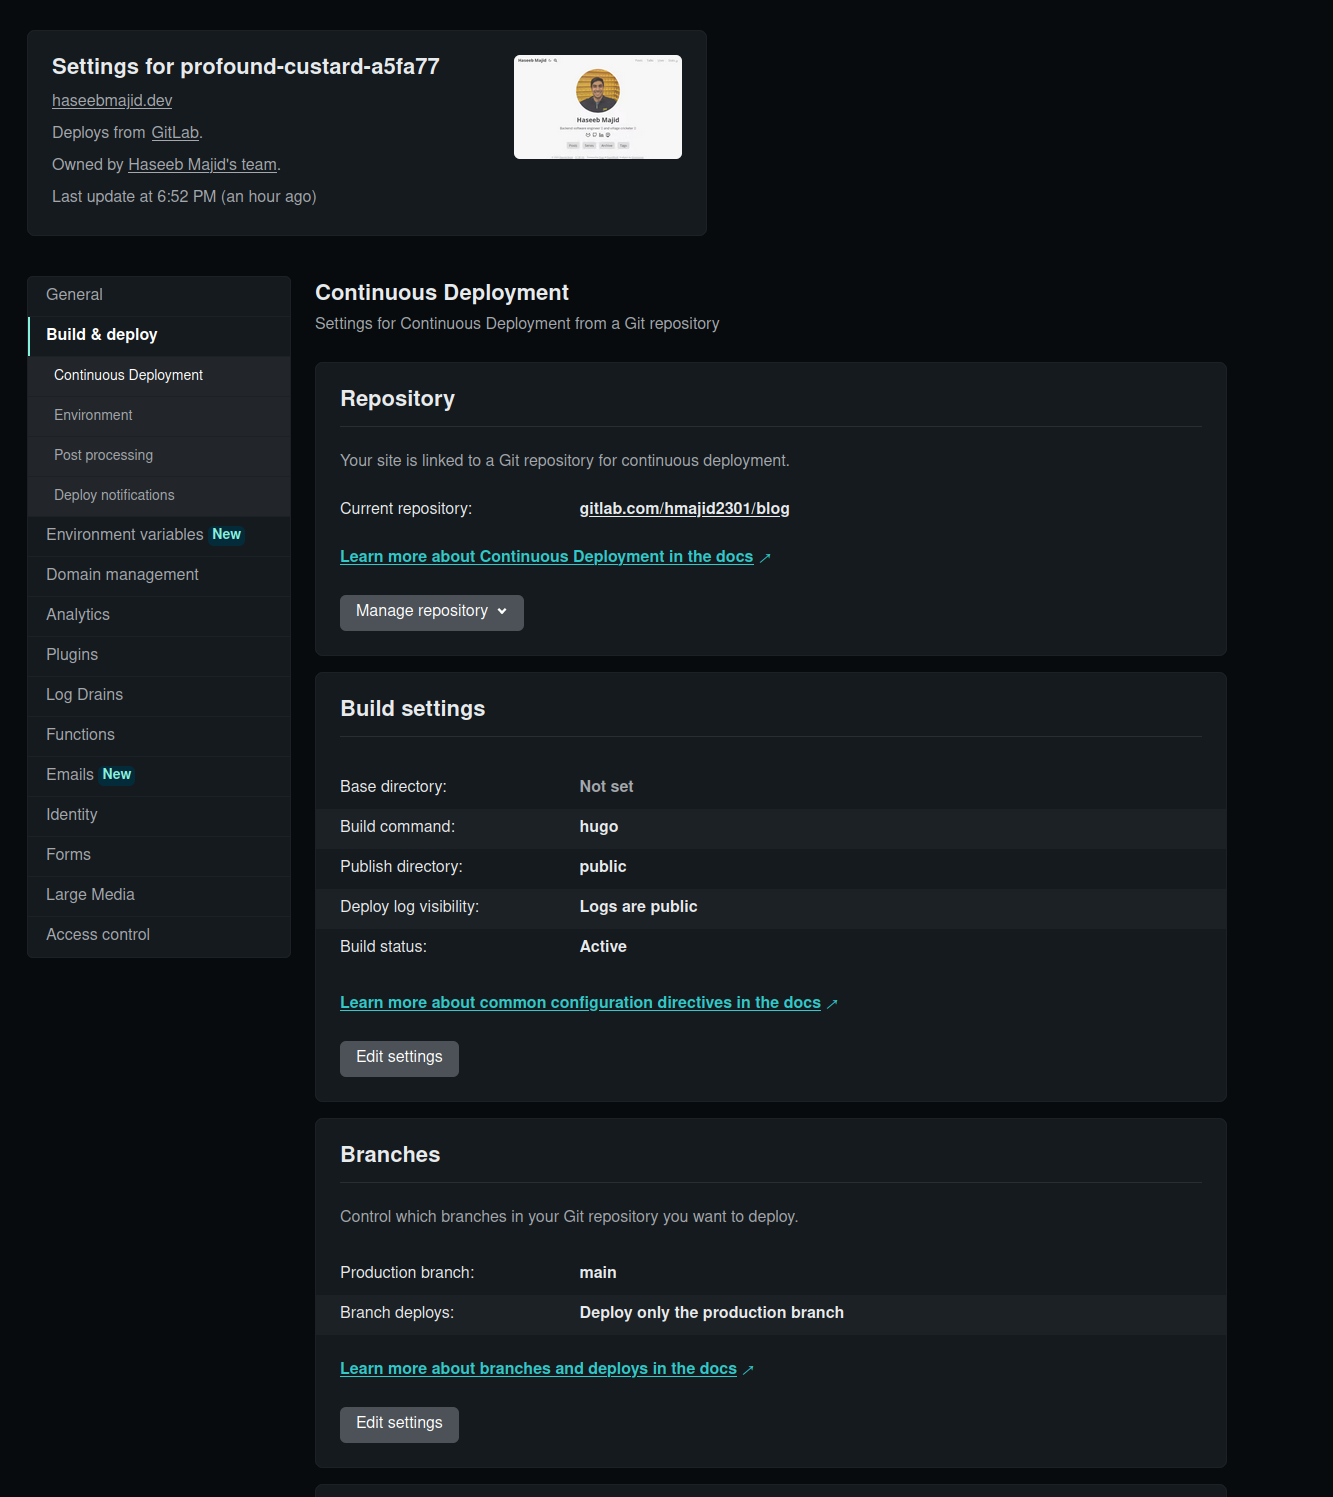 Settings for profound-custard-a5fa77
haseebmajid.dev
Deploys from GitLab.
Owned by Haseeb Majid's team.
Last update at 6:52 PM (an hour ago)
Haseeb Majid
Haseeb Majid
General
Build & deploy
Continuous Deployment
Environment
Post processing
Deploy notifications
Environment variables New
Domain management
Analytics
Plugins
Log Drains
Functions
Emails New
Identity
Forms
Large Media
Access control
Continuous Deployment
Settings for Continuous Deployment from a Git repository
Repository
Your site is linked to a Git repository for continuous deployment.
Current repository: gitlab.com/hmajid2301/blog
Learn more about Continuous Deployment in the docs ↗
Manage repository
Build settings
Base directory: Not set
Build command: hugo
Publish directory: public
Deploy log visibility: Logs are public
Build status: Active
Learn more about common configuration directives in the docs ↗
Edit settings
Branches
Control which branches in your Git repository you want to deploy.
Production branch: main
Branch deploys: Deploy only the production branch
Learn more about branches and deploys in the docs ↗
Edit settings